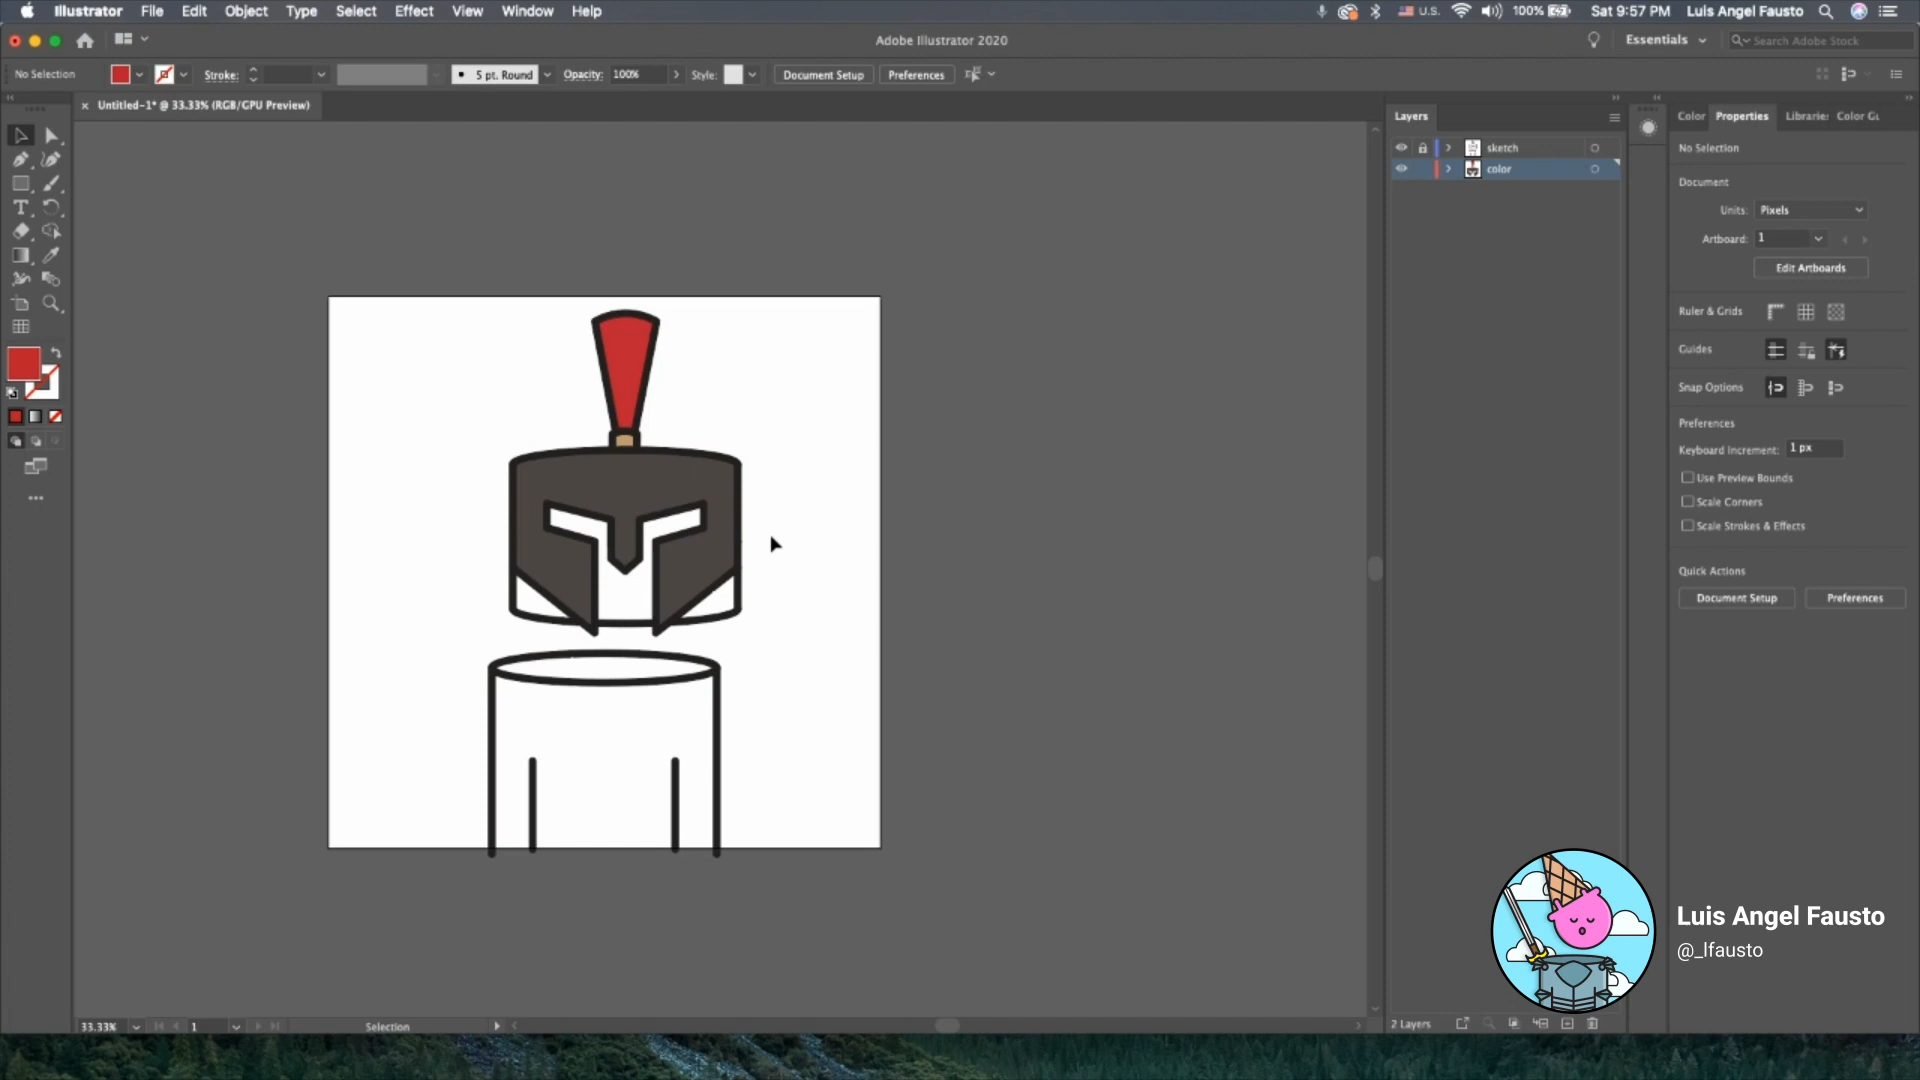 Illustrator File Edit Object Type Select Effect View Window Help U.S. 100% Sat 9:57 PM Luis Angel Fausto
Adobe Illustrator 2020 Essentials Search Adobe Stock
No Selection Stroke: 5 pt. Round Opacity: 100% Style: Document Setup Preferences
× Untitled-1* @ 33.33% (RGB/GPU Preview)
Layers
sketch
color
2 Layers
Color Properties Libraries Color Gu
No Selection
Document
Units: Pixels
Artboard: 1
Edit Artboards
Ruler & Grids
Guides
Snap Options
Preferences
Keyboard Increment: 1 px
Use Preview Bounds
Scale Corners
Scale Strokes & Effects
Quick Actions
Document Setup Preferences
Luis Angel Fausto
@_lfausto
33.33% 1 Selection